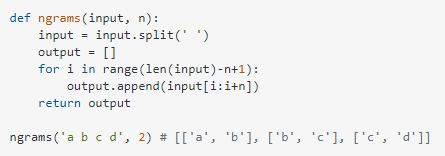 def ngrams(input, n):
    input = input.split(' ')
    output = []
    for i in range(len(input)-n+1):
        output.append(input[i:i+n])
    return output

ngrams('a b c d', 2) # [['a', 'b'], ['b', 'c'], ['c', 'd']]